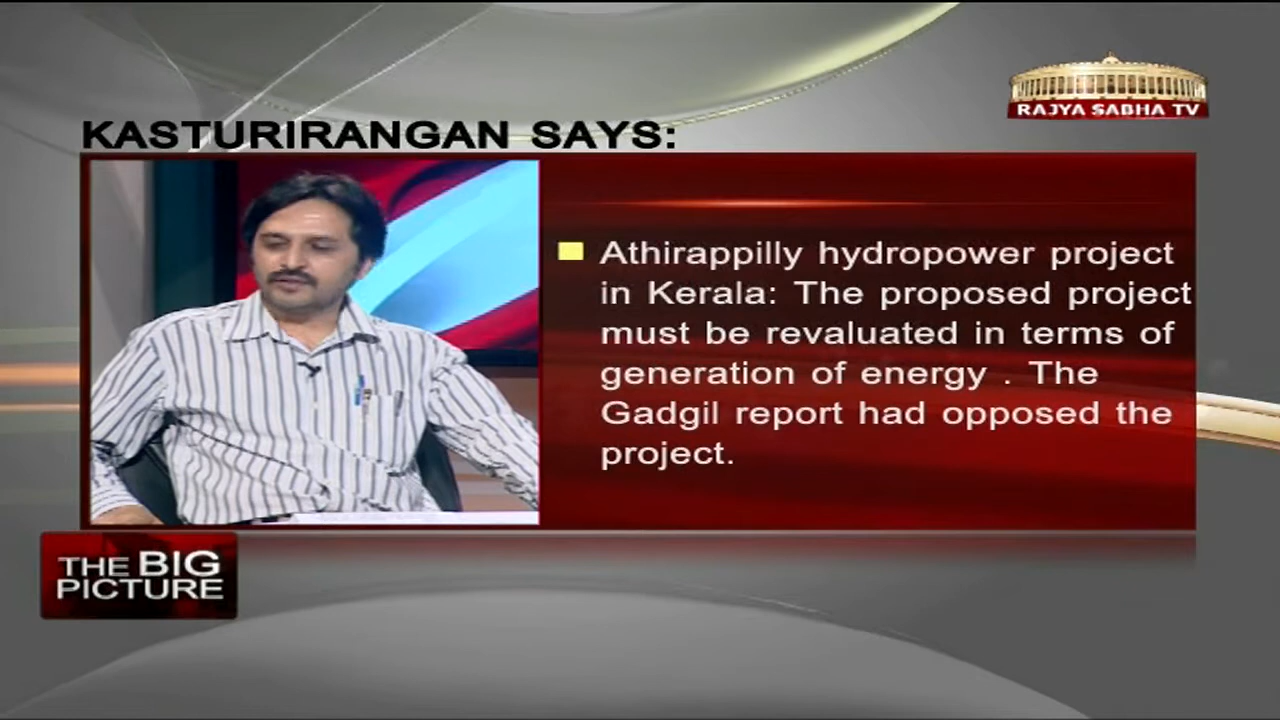 RAJYA SABHA TV
KASTURIRANGAN SAYS:
Athirappilly hydropower project
in Kerala: The proposed project
must be revaluated in terms of
generation of energy . The
Gadgil report had opposed the
project.
THE BIG
PICTURE